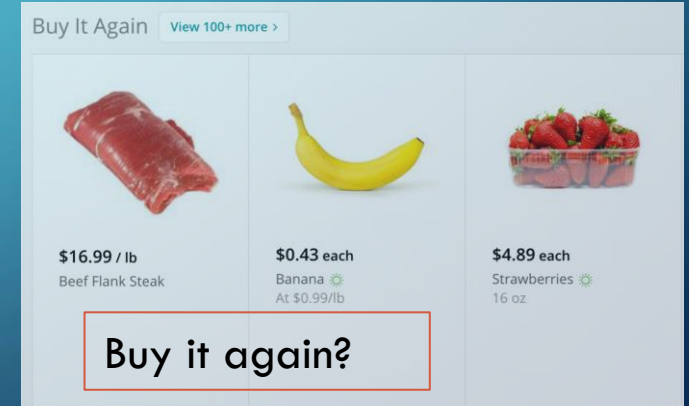 Buy It Again View 100+ more >
$16.99 / lb
Beef Flank Steak
$0.43 each
Banana
At $0.99/lb
$4.89 each
Strawberries
16 oz
Buy it again?